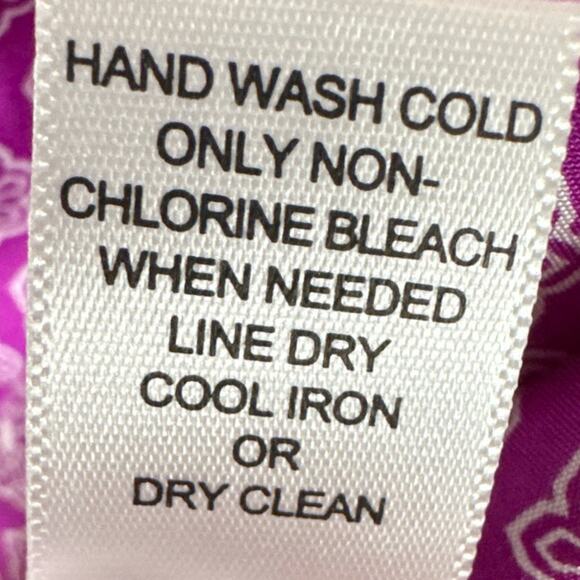 HAND WASH COLD
ONLY NON-
CHLORINE BLEACH
WHEN NEEDED
LINE DRY
COOL IRON
OR
DRY CLEAN